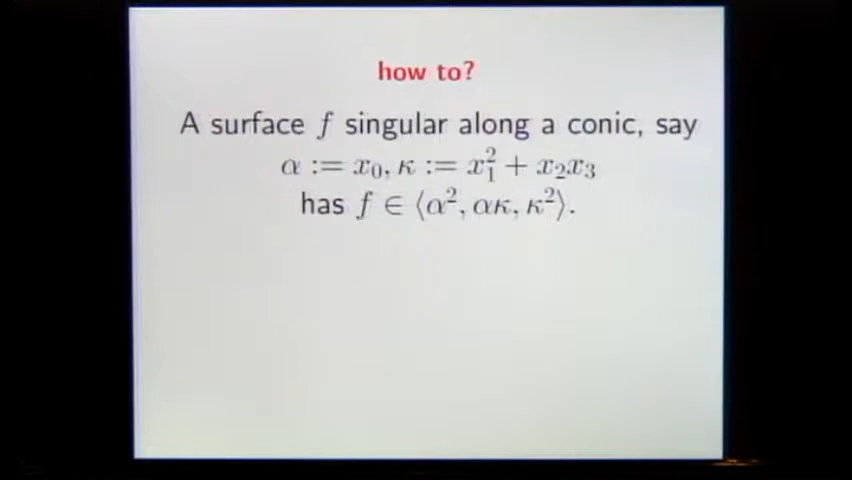 how to?
A surface f singular along a conic, say
α := x₀, κ := x₁² + x₂x₃
has f ∈ ⟨α², ακ, κ²⟩.